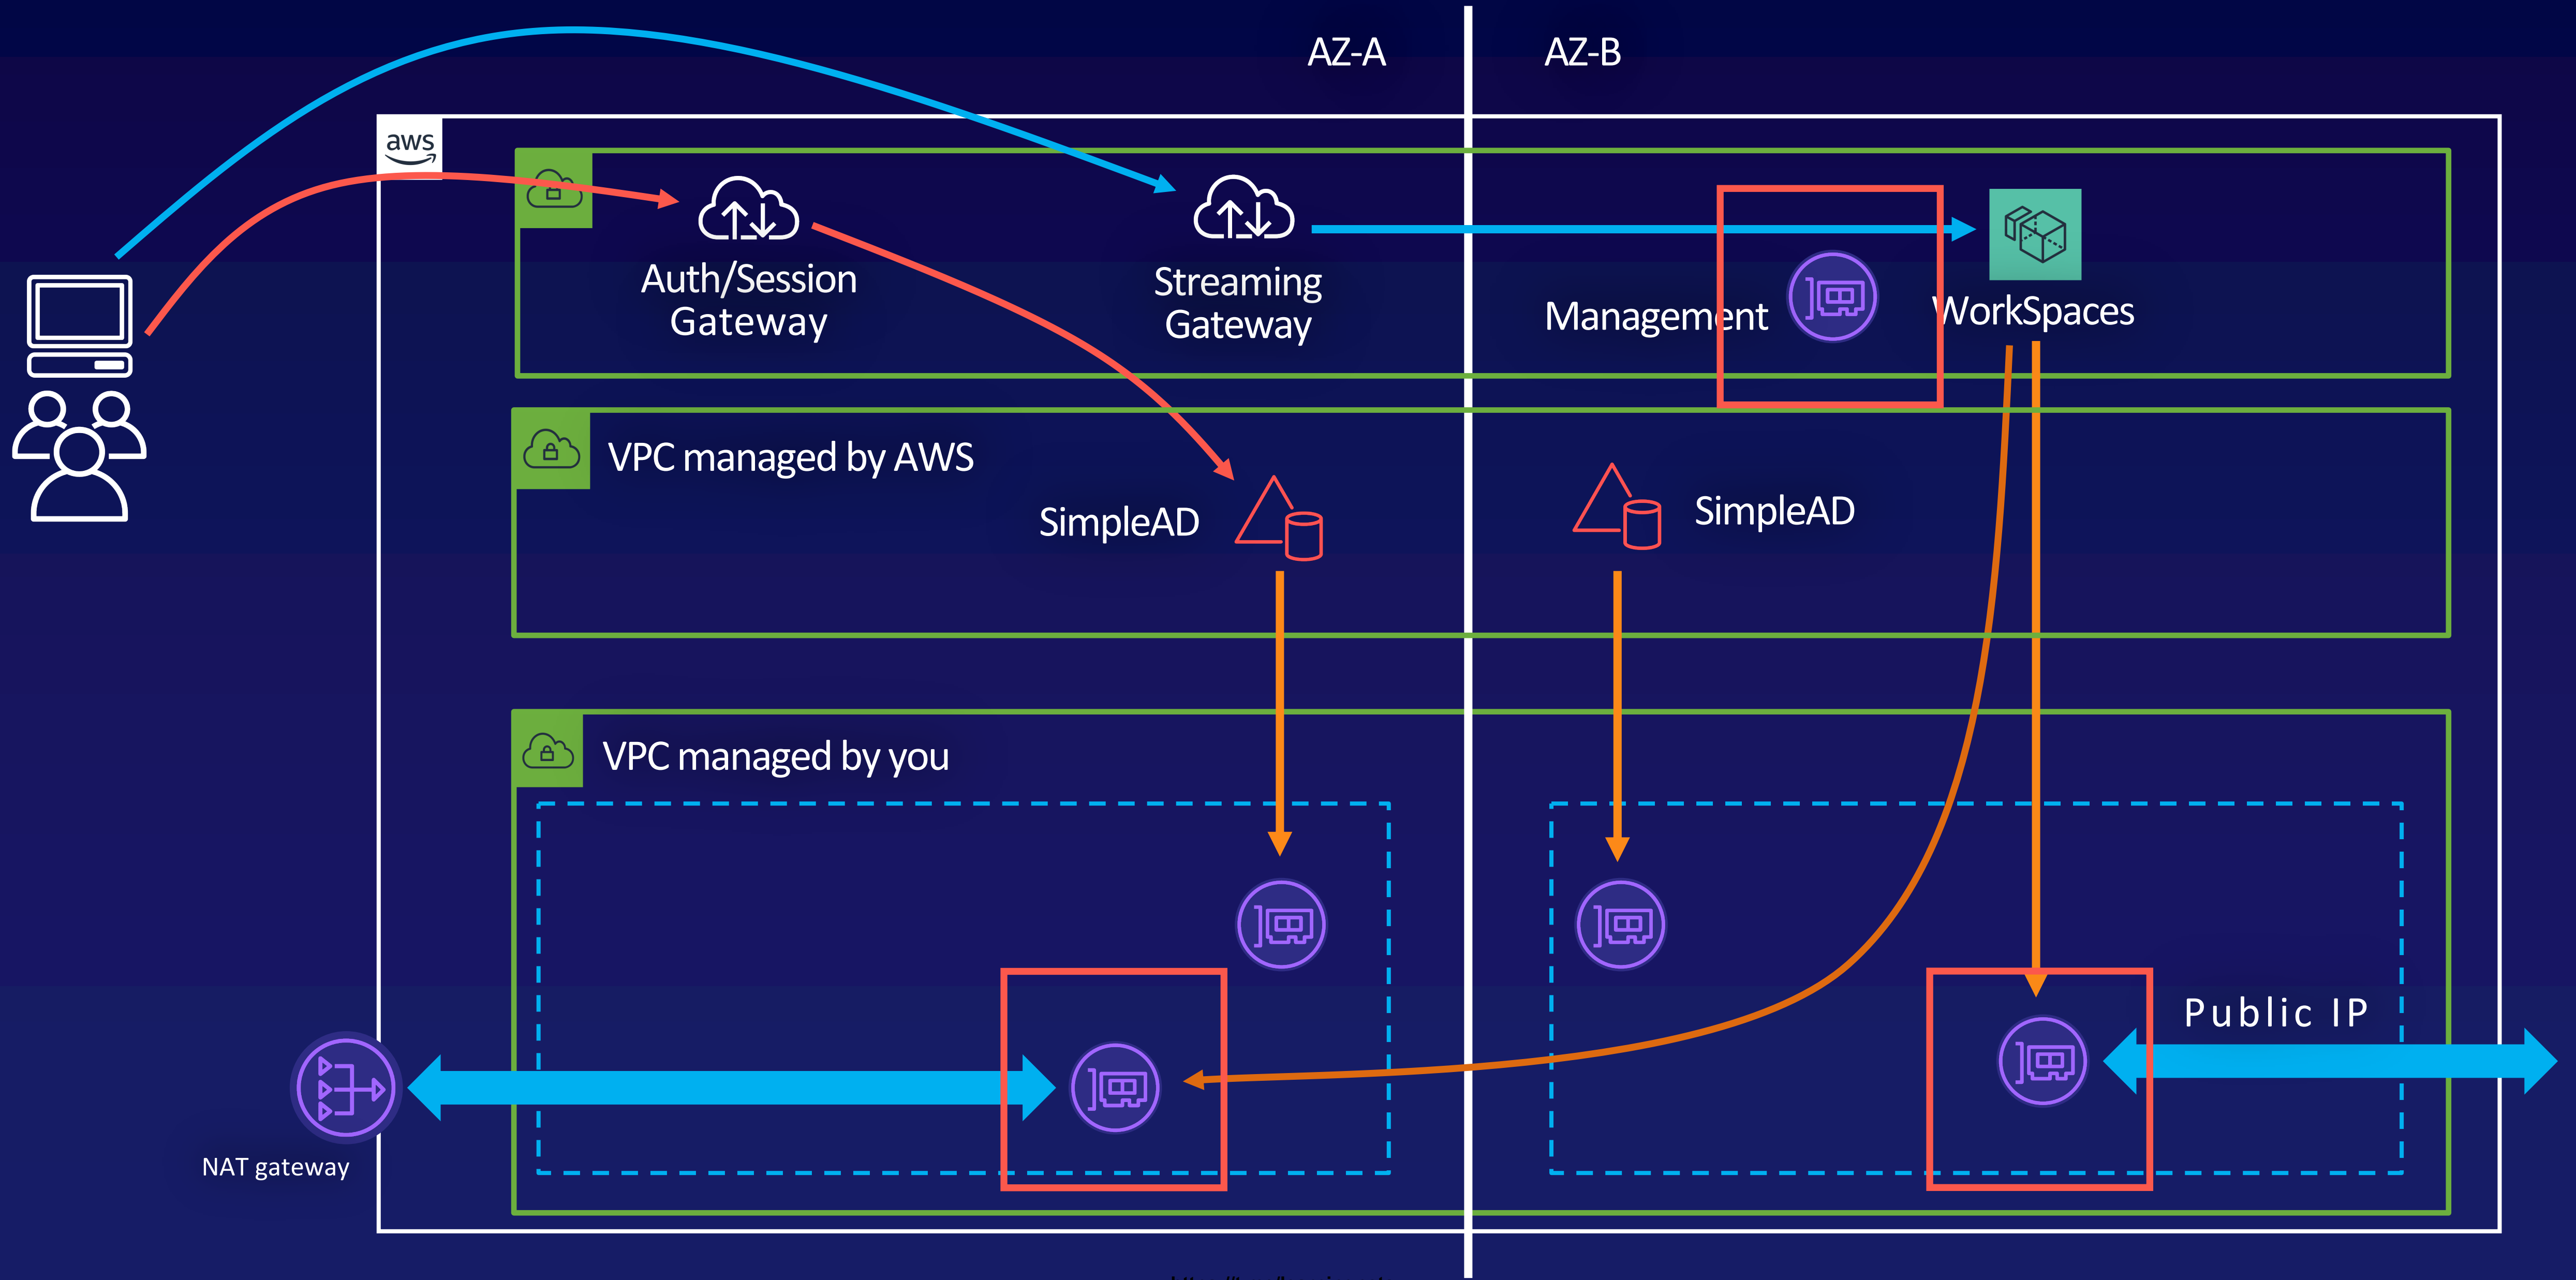 AZ-A
AZ-B
aws
Auth/Session
Gateway
Streaming
Gateway
Management
WorkSpaces
VPC managed by AWS
SimpleAD
SimpleAD
VPC managed by you
Public IP
NAT gateway